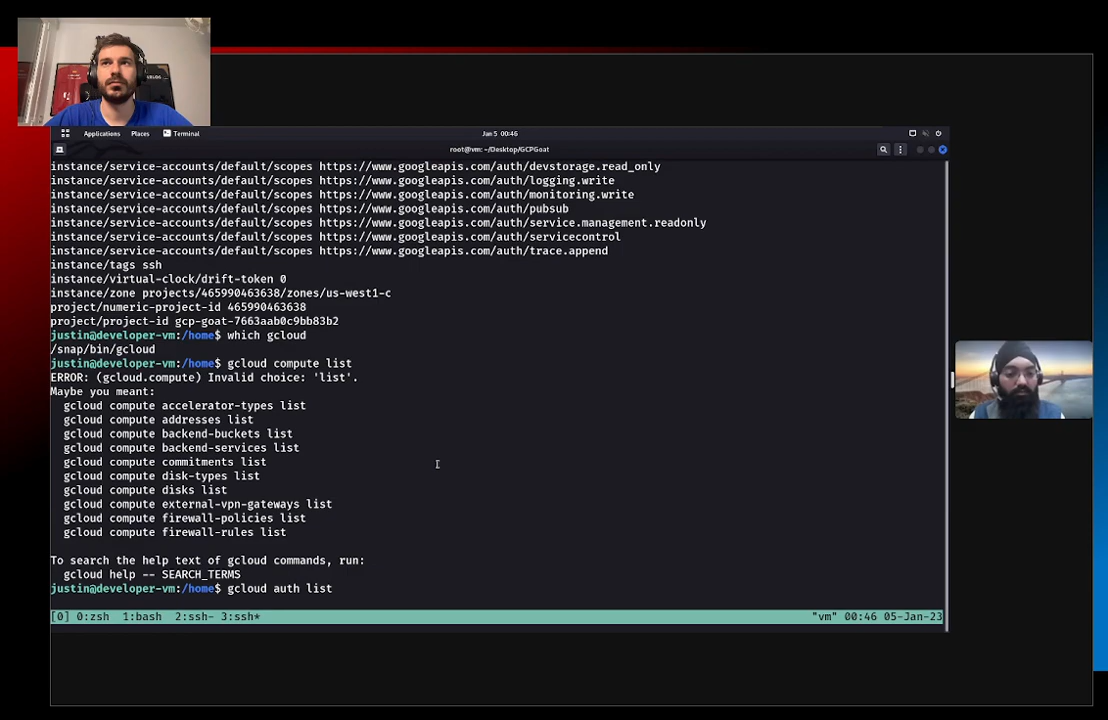 Applications Places Terminal Jan 5 00:46
root@vm: ~/Desktop/GCPGoat
instance/service-accounts/default/scopes https://www.googleapis.com/auth/devstorage.read_only
instance/service-accounts/default/scopes https://www.googleapis.com/auth/logging.write
instance/service-accounts/default/scopes https://www.googleapis.com/auth/monitoring.write
instance/service-accounts/default/scopes https://www.googleapis.com/auth/pubsub
instance/service-accounts/default/scopes https://www.googleapis.com/auth/service.management.readonly
instance/service-accounts/default/scopes https://www.googleapis.com/auth/servicecontrol
instance/service-accounts/default/scopes https://www.googleapis.com/auth/trace.append
instance/tags ssh
instance/virtual-clock/drift-token 0
instance/zone projects/465990463638/zones/us-west1-c
project/numeric-project-id 465990463638
project/project-id gcp-goat-7663aab0c9bb83b2
justin@developer-vm:/home$ which gcloud
/snap/bin/gcloud
justin@developer-vm:/home$ gcloud compute list
ERROR: (gcloud.compute) Invalid choice: 'list'.
Maybe you meant:
gcloud compute accelerator-types list
gcloud compute addresses list
gcloud compute backend-buckets list
gcloud compute backend-services list
gcloud compute commitments list
gcloud compute disk-types list
gcloud compute disks list
gcloud compute external-vpn-gateways list
gcloud compute firewall-policies list
gcloud compute firewall-rules list
To search the help text of gcloud commands, run:
gcloud help -- SEARCH_TERMS
justin@developer-vm:/home$ gcloud auth list
[0] 0:zsh 1:bash 2:ssh- 3:ssh* "vm" 00:46 05-Jan-23